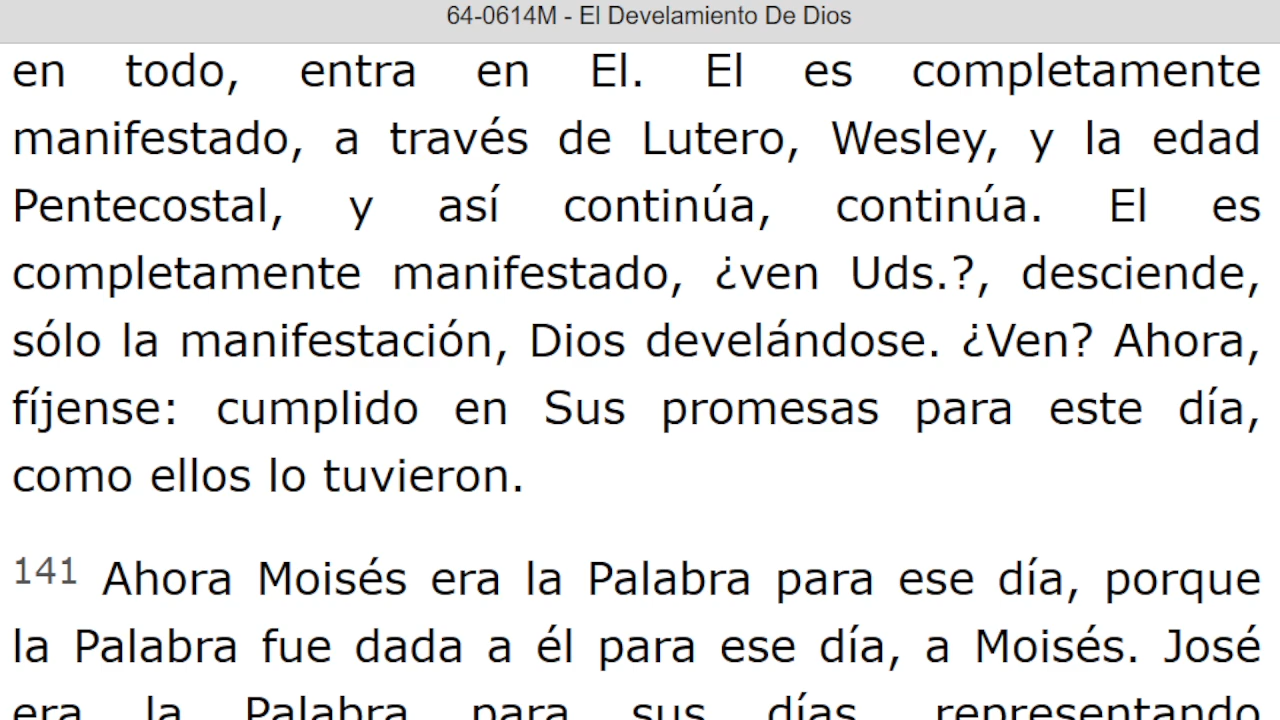 64-0614M - El Develamiento De Dios
en todo, entra en El. El es completamente
manifestado, a través de Lutero, Wesley, y la edad
Pentecostal, y así continúa, continúa. El es
completamente manifestado, ¿ven Uds.?, desciende,
sólo la manifestación, Dios develándose. ¿Ven? Ahora,
fíjense: cumplido en Sus promesas para este día,
como ellos lo tuvieron.
141 Ahora Moisés era la Palabra para ese día, porque
la Palabra fue dada a él para ese día, a Moisés. José
era la Palabra para sus días, representando